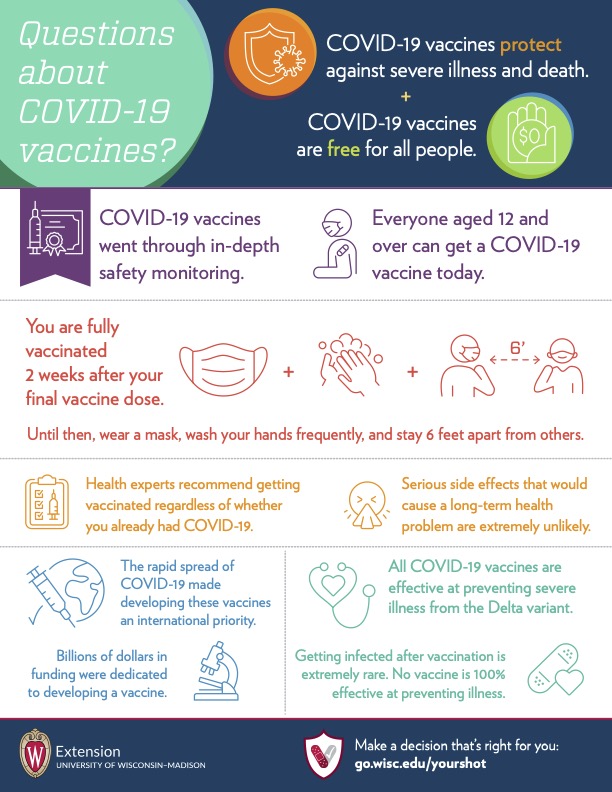 Questions
about
COVID-19
vaccines?
COVID-19 vaccines protect
against severe illness and death.
+
COVID-19 vaccines
are free for all people.
$0
COVID-19 vaccines
went through in-depth
safety monitoring.
Everyone aged 12 and
over can get a COVID-19
vaccine today.
You are fully
vaccinated
2 weeks after your
final vaccine dose.
+
+
6'
Until then, wear a mask, wash your hands frequently, and stay 6 feet apart from others.
Health experts recommend getting
vaccinated regardless of whether
you already had COVID-19.
Serious side effects that would
cause a long-term health
problem are extremely unlikely.
The rapid spread of
COVID-19 made
developing these vaccines
an international priority.
Billions of dollars in
funding were dedicated
to developing a vaccine.
All COVID-19 vaccines are
effective at preventing severe
illness from the Delta variant.
Getting infected after vaccination is
extremely rare. No vaccine is 100%
effective at preventing illness.
W
Extension
UNIVERSITY OF WISCONSIN–MADISON
Make a decision that's right for you:
go.wisc.edu/yourshot